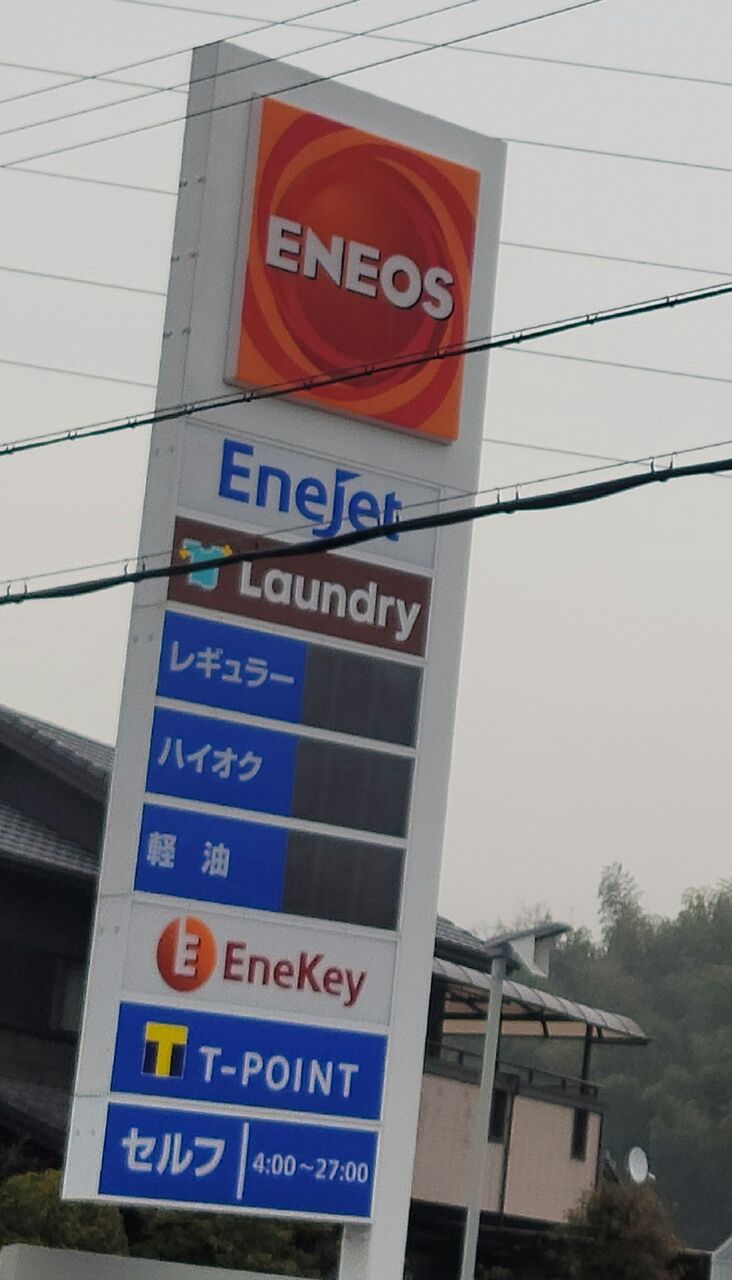 ENEOS
EneJet
Laundry
レギュラー
ハイオク
軽 油
E EneKey
T T-POINT
セルフ 4:00～27:00